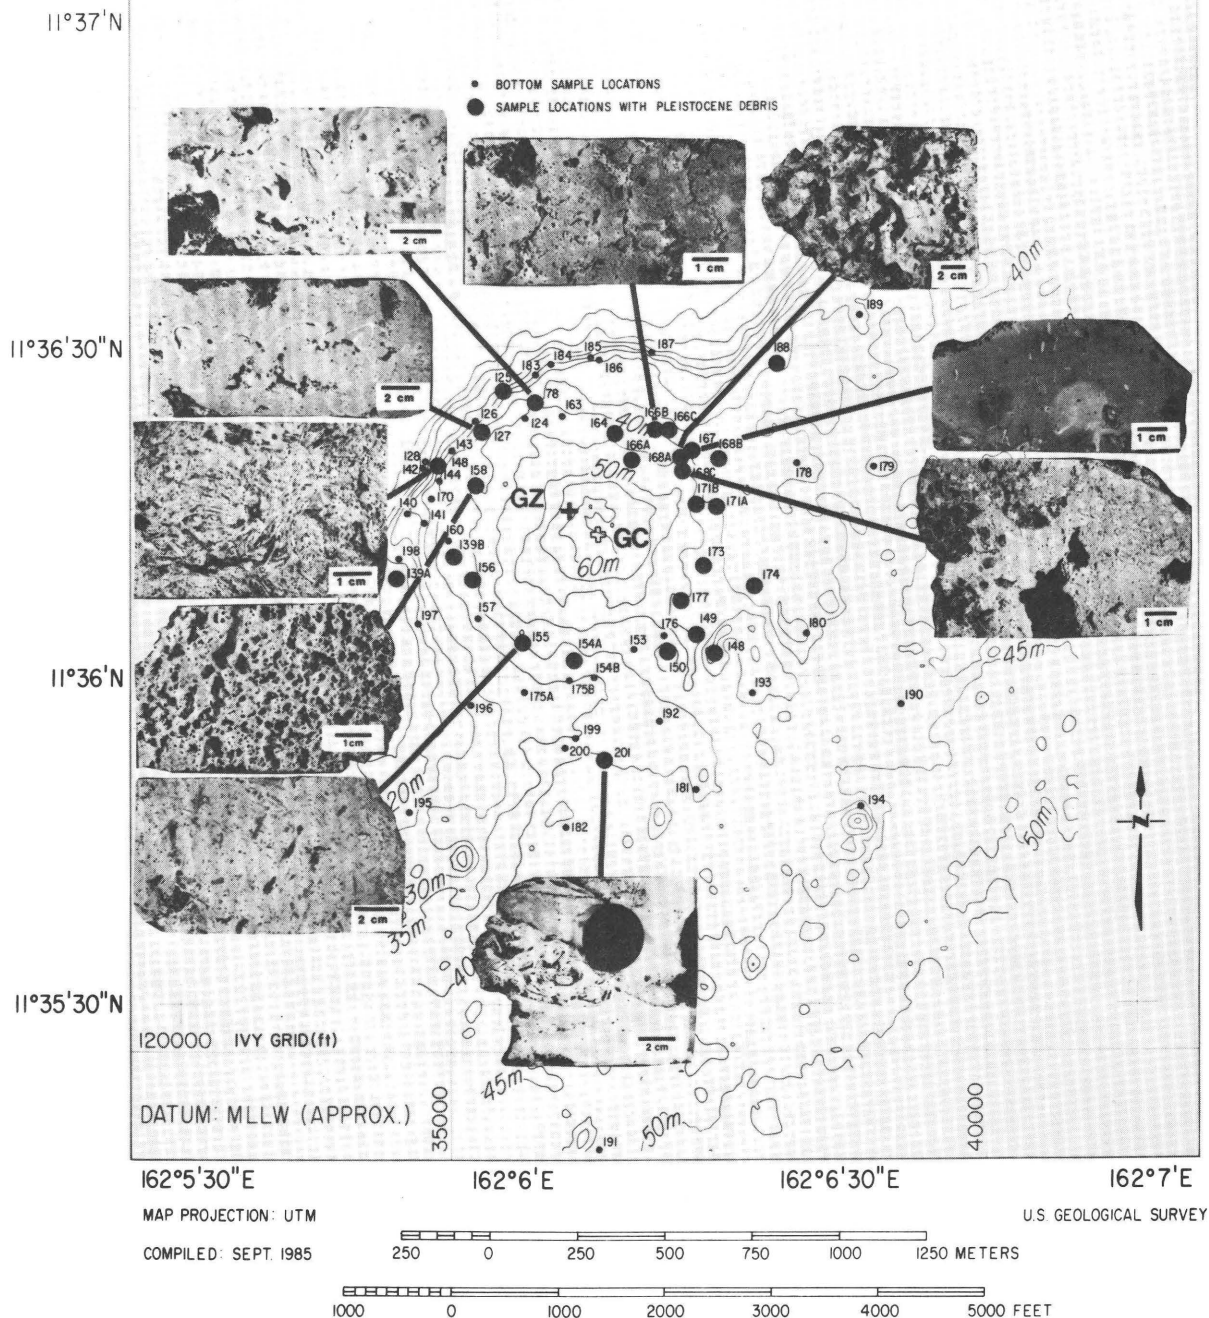 11°37'N
BOTTOM SAMPLE LOCATIONS
SAMPLE LOCATIONS WITH PLEISTOCENE DEBRIS
2 cm
1 cm
2 cm
40m
189
11°36'30"N
187
188
185
184
186
183
125
78
2 cm
126
124
163
40m
166B
166C
164
127
1 cm
143
167
128
148
166A
168A
168B
142
144
158
50m
168C
178
179
140
170
GZ
171B
171A
141
160
GC
198
139B
173
1 cm
139A
156
60m
174
1 cm
157
177
197
176
149
180
155
154A
153
45m
11°36'N
150
148
154B
193
175A
175B
190
196
192
1cm
199
200
201
20m
181
195
194
182
50m
30m
2 cm
35m
40
11°35'30"N
120000 IVY GRID(ft)
2 cm
45m
DATUM: MLLW (APPROX.)
35000
50m
40000
191
162°5'30"E
162°6'E
162°6'30"E
162°7'E
MAP PROJECTION: UTM
U.S. GEOLOGICAL SURVEY
COMPILED: SEPT. 1985
250 0 250 500 750 1000 1250 METERS
1000 0 1000 2000 3000 4000 5000 FEET
N